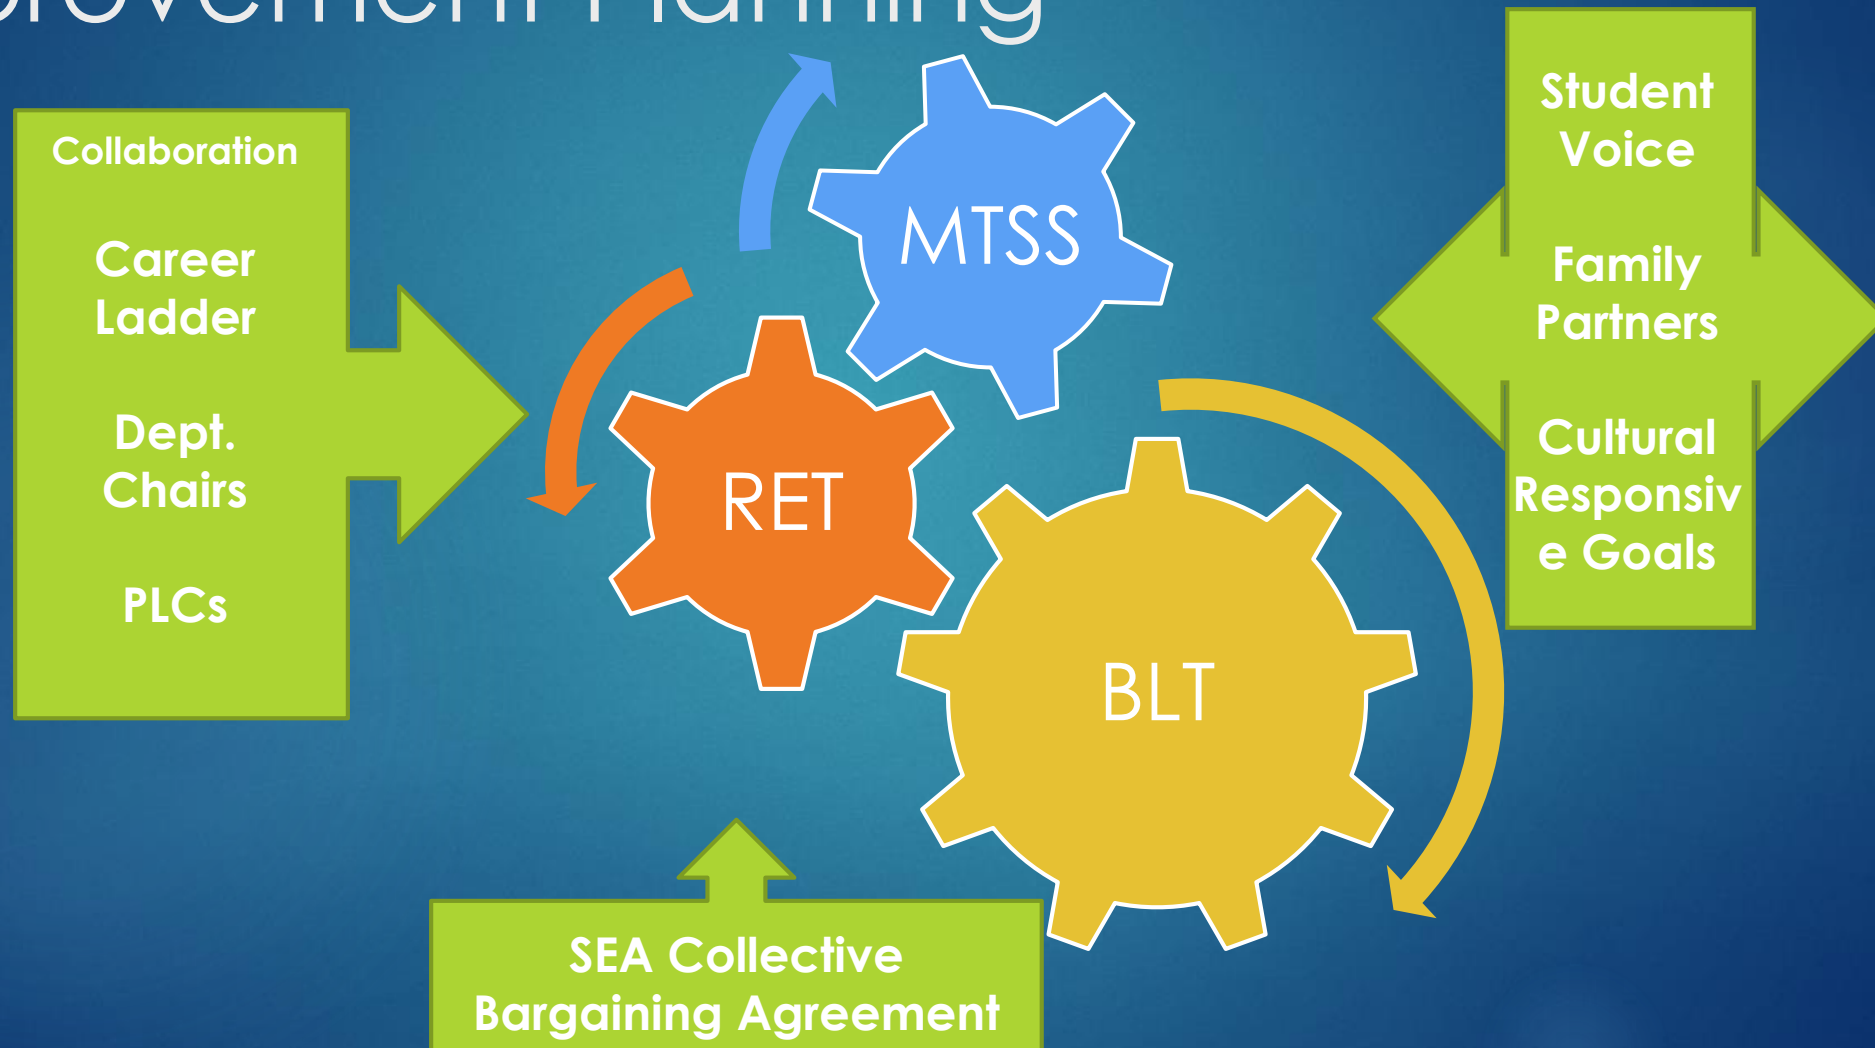 Planning
Collaboration
Career
Ladder
Dept.
Chairs
PLCs
MTSS
RET
BLT
Student
Voice
Family
Partners
Cultural
Responsiv
e Goals
SEA Collective
Bargaining Agreement